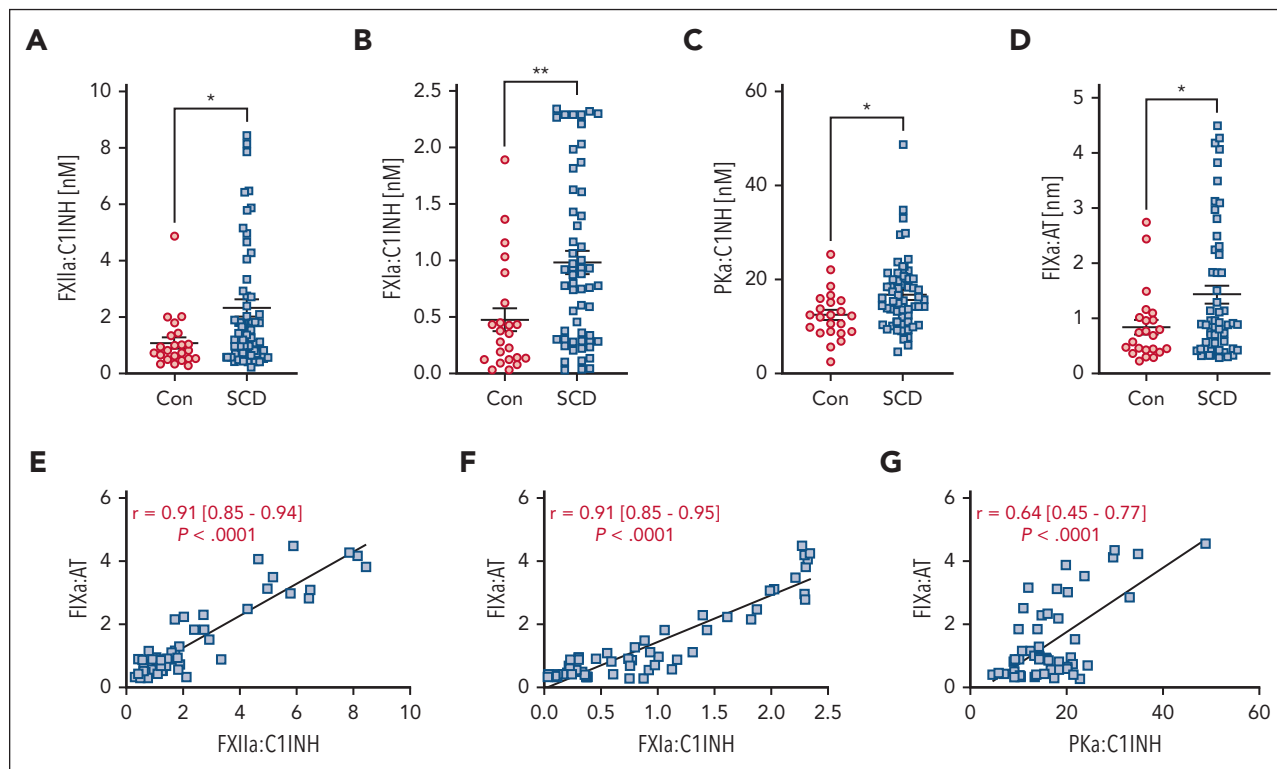 A
FXIIa:C1INH [nM]
10
8
6
4
2
0
*
Con
SCD
B
FXIa:C1INH [nM]
2.5
2.0
1.5
1.0
0.5
0.0
**
Con
SCD
C
PKa:C1NH [nM]
60
40
20
0
*
Con
SCD
D
FIXa:AT [nm]
5
4
3
2
1
0
*
Con
SCD
E
r = 0.91 [0.85 - 0.94]
P < .0001
FIXa:AT
6
4
2
0
0 2 4 6 8 10
FXIIa:C1INH
F
r = 0.91 [0.85 - 0.95]
P < .0001
FIXa:AT
6
4
2
0
0.0 0.5 1.0 1.5 2.0 2.5
FXIa:C1INH
G
r = 0.64 [0.45 - 0.77]
P < .0001
FIXa:AT
6
4
2
0
0 20 40 60
PKa:C1INH